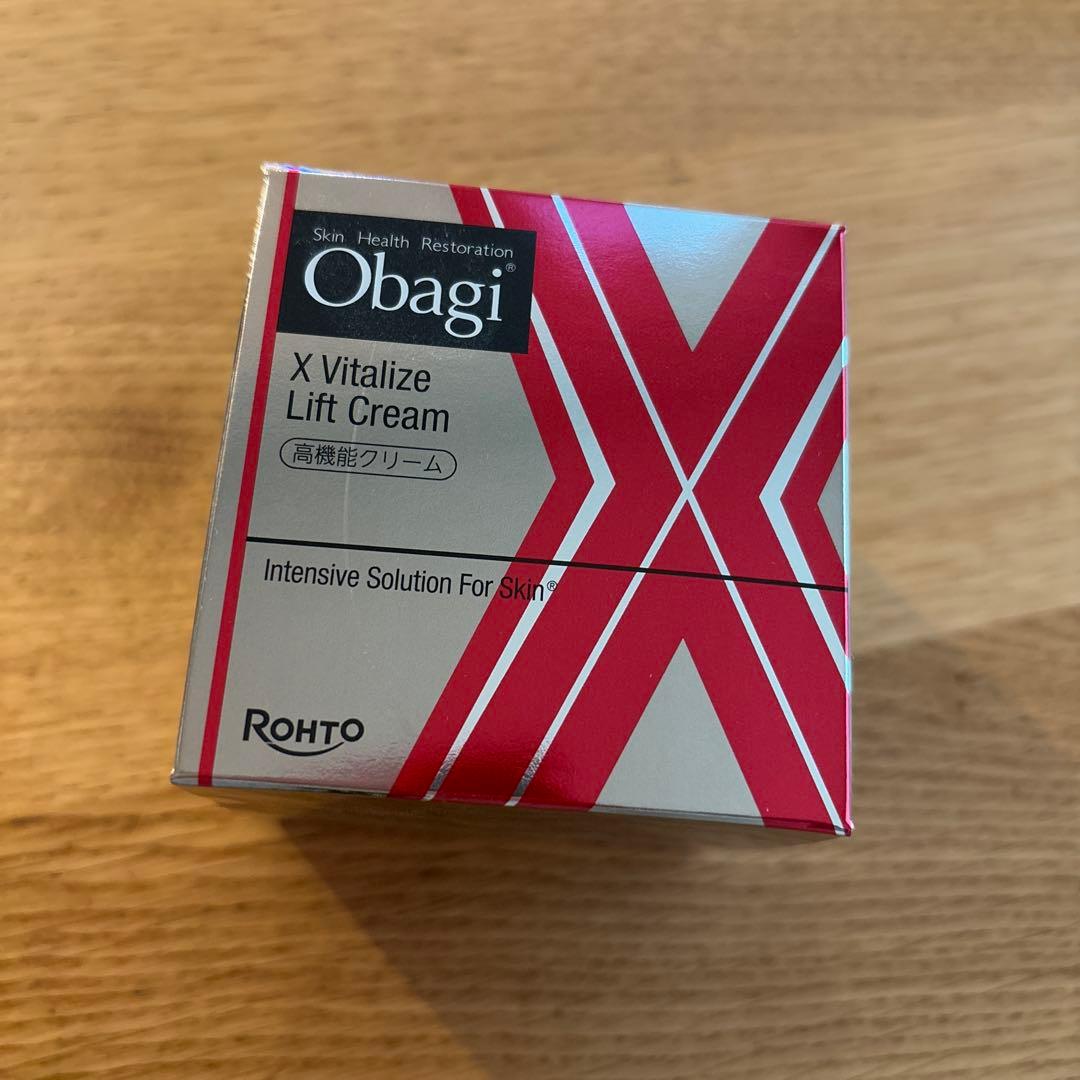 Skin Health Restoration
Obagi®
X Vitalize
Lift Cream
高機能クリーム
Intensive Solution For Skin®
ROHTO